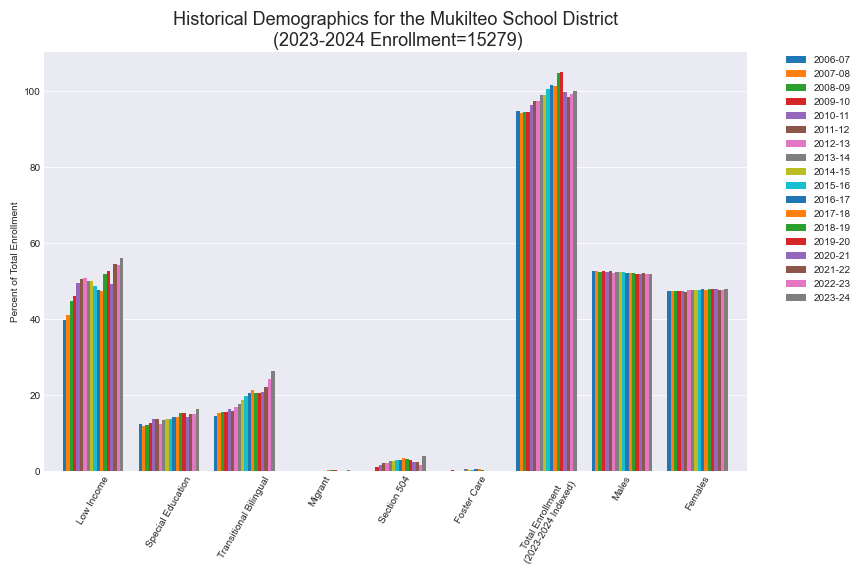 Historical Demographics for the Mukilteo School District
(2023-2024 Enrollment=15279)
Percent of Total Enrollment
100
80
60
40
20
0
Low Income
Special Education
Transitional Bilingual
Migrant
Section 504
Foster Care
Total Enrollment
(2023-2024 Indexed)
Males
Females
2006-07
2007-08
2008-09
2009-10
2010-11
2011-12
2012-13
2013-14
2014-15
2015-16
2016-17
2017-18
2018-19
2019-20
2020-21
2021-22
2022-23
2023-24